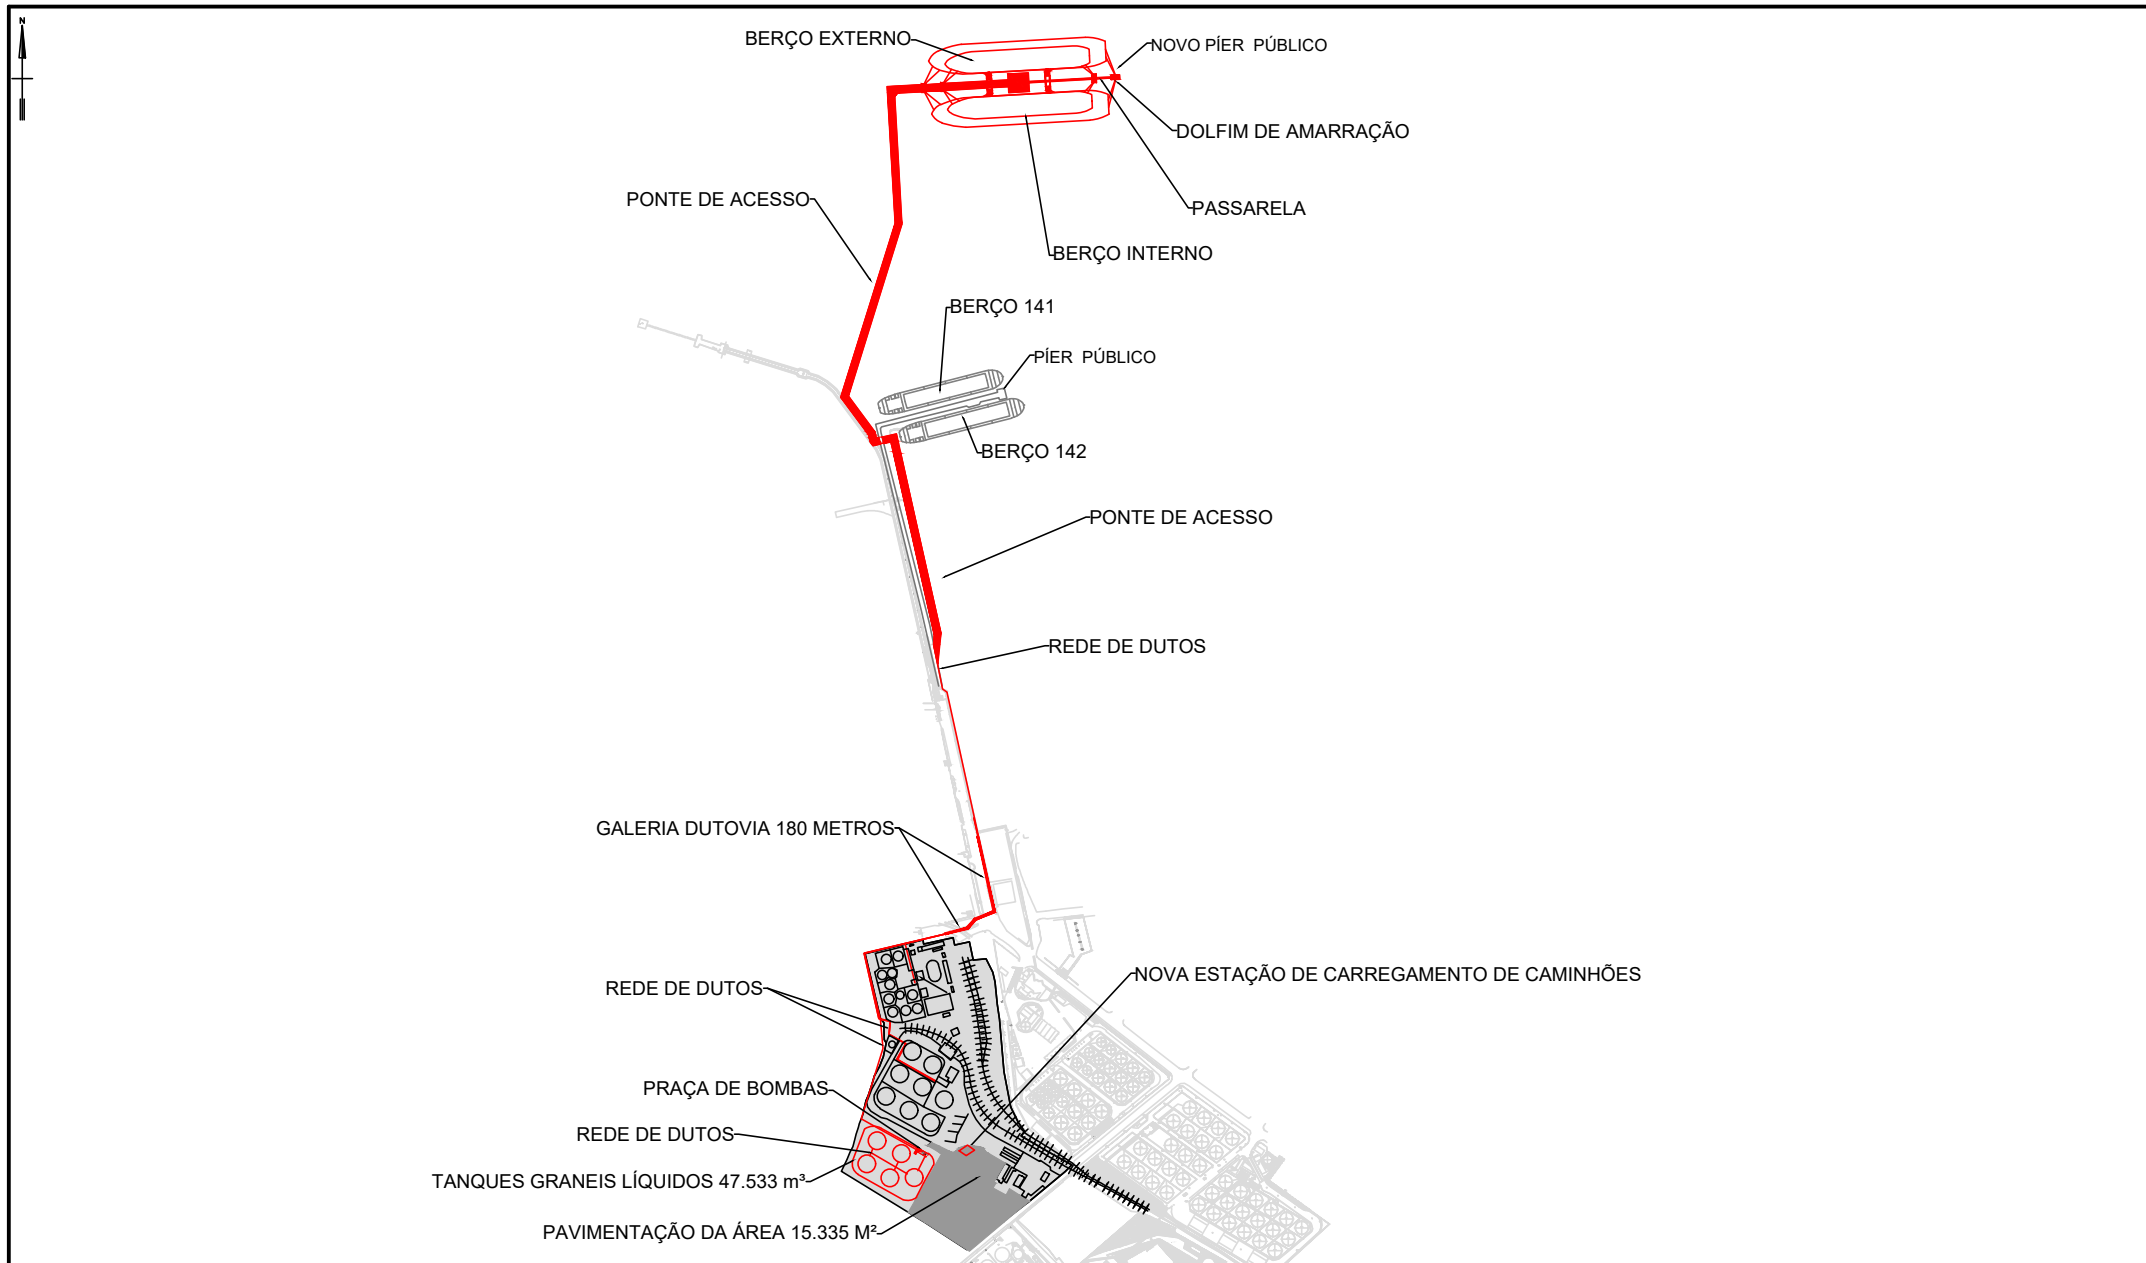 N
BERÇO EXTERNO
NOVO PÍER PÚBLICO
DOLFIM DE AMARRAÇÃO
PONTE DE ACESSO
PASSARELA
BERÇO INTERNO
BERÇO 141
PÍER PÚBLICO
BERÇO 142
PONTE DE ACESSO
REDE DE DUTOS
GALERIA DUTOVIA 180 METROS
NOVA ESTAÇÃO DE CARREGAMENTO DE CAMINHÕES
REDE DE DUTOS
PRAÇA DE BOMBAS
REDE DE DUTOS
TANQUES GRANEIS LÍQUIDOS 47.533 m³
PAVIMENTAÇÃO DA ÁREA 15.335 M²